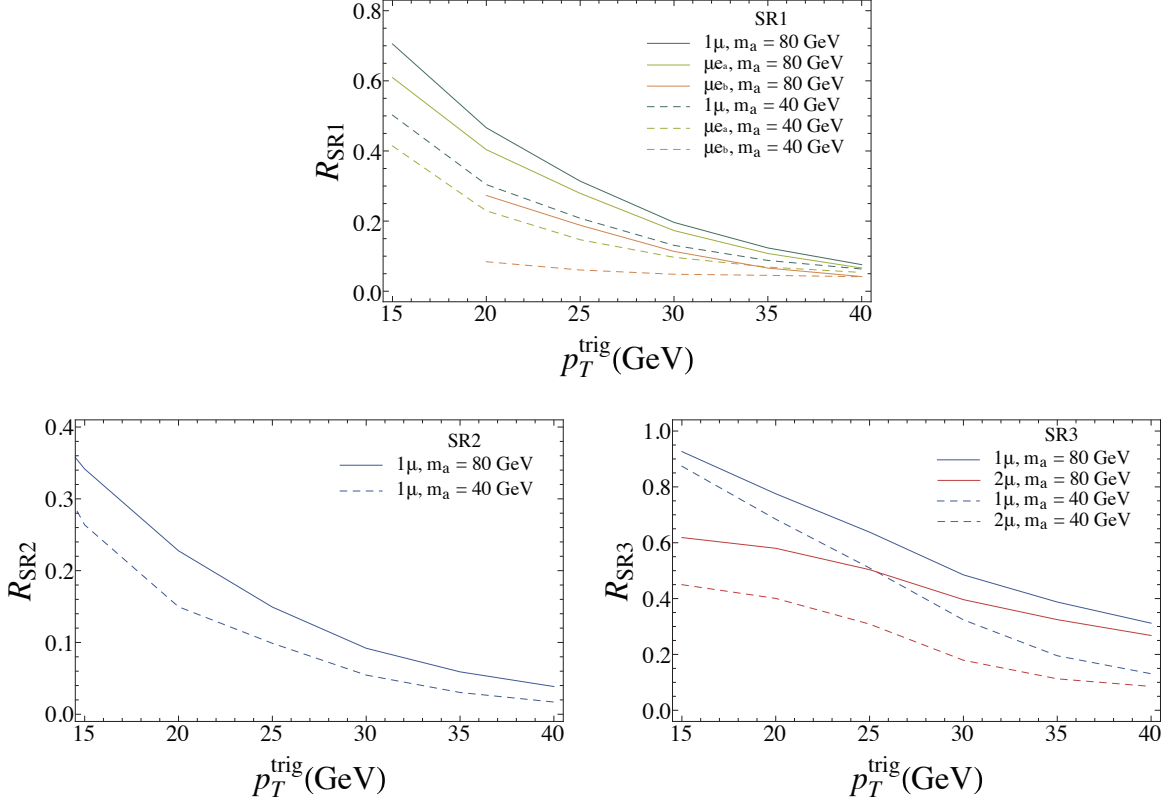 SR1
1μ, mₐ = 80 GeV
μeₐ, mₐ = 80 GeV
μe_b, mₐ = 80 GeV
1μ, mₐ = 40 GeV
μeₐ, mₐ = 40 GeV
μe_b, mₐ = 40 GeV
0.8
0.6
0.4
0.2
0.0
R_SR1
15 20 25 30 35 40
p_T^trig(GeV)
SR2
1μ, mₐ = 80 GeV
1μ, mₐ = 40 GeV
0.4
0.3
0.2
0.1
0.0
R_SR2
15 20 25 30 35 40
p_T^trig(GeV)
SR3
1μ, mₐ = 80 GeV
2μ, mₐ = 80 GeV
1μ, mₐ = 40 GeV
2μ, mₐ = 40 GeV
1.0
0.8
0.6
0.4
0.2
0.0
R_SR3
15 20 25 30 35 40
p_T^trig(GeV)